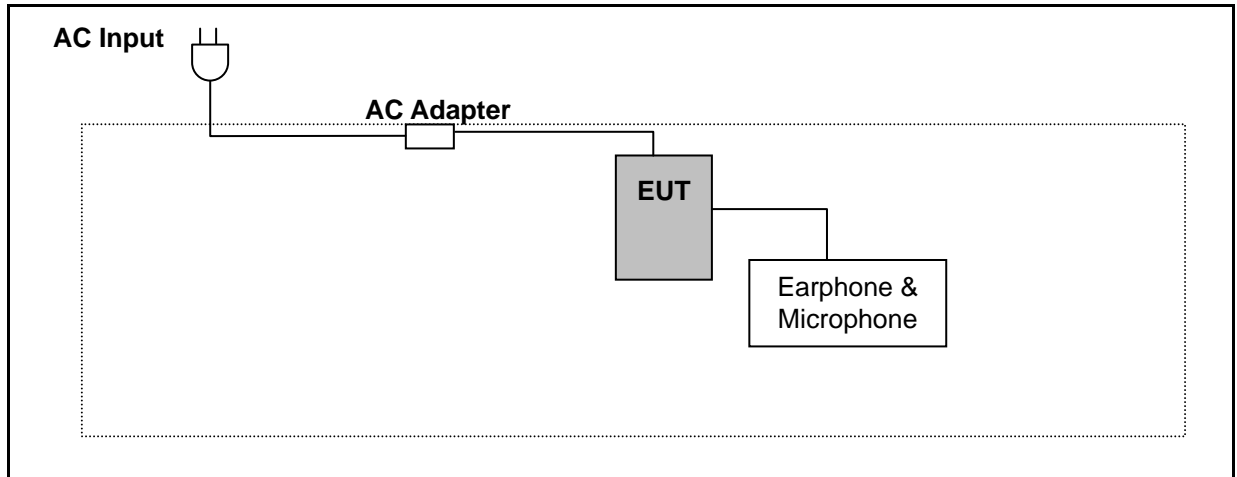 AC Input
AC Adapter
EUT
Earphone &
Microphone